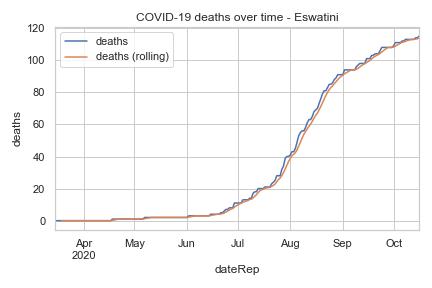 COVID-19 deaths over time - Eswatini
deaths
deaths (rolling)
120
100
80
60
40
20
0
deaths
Apr
2020
May
Jun
Jul
Aug
Sep
Oct
dateRep